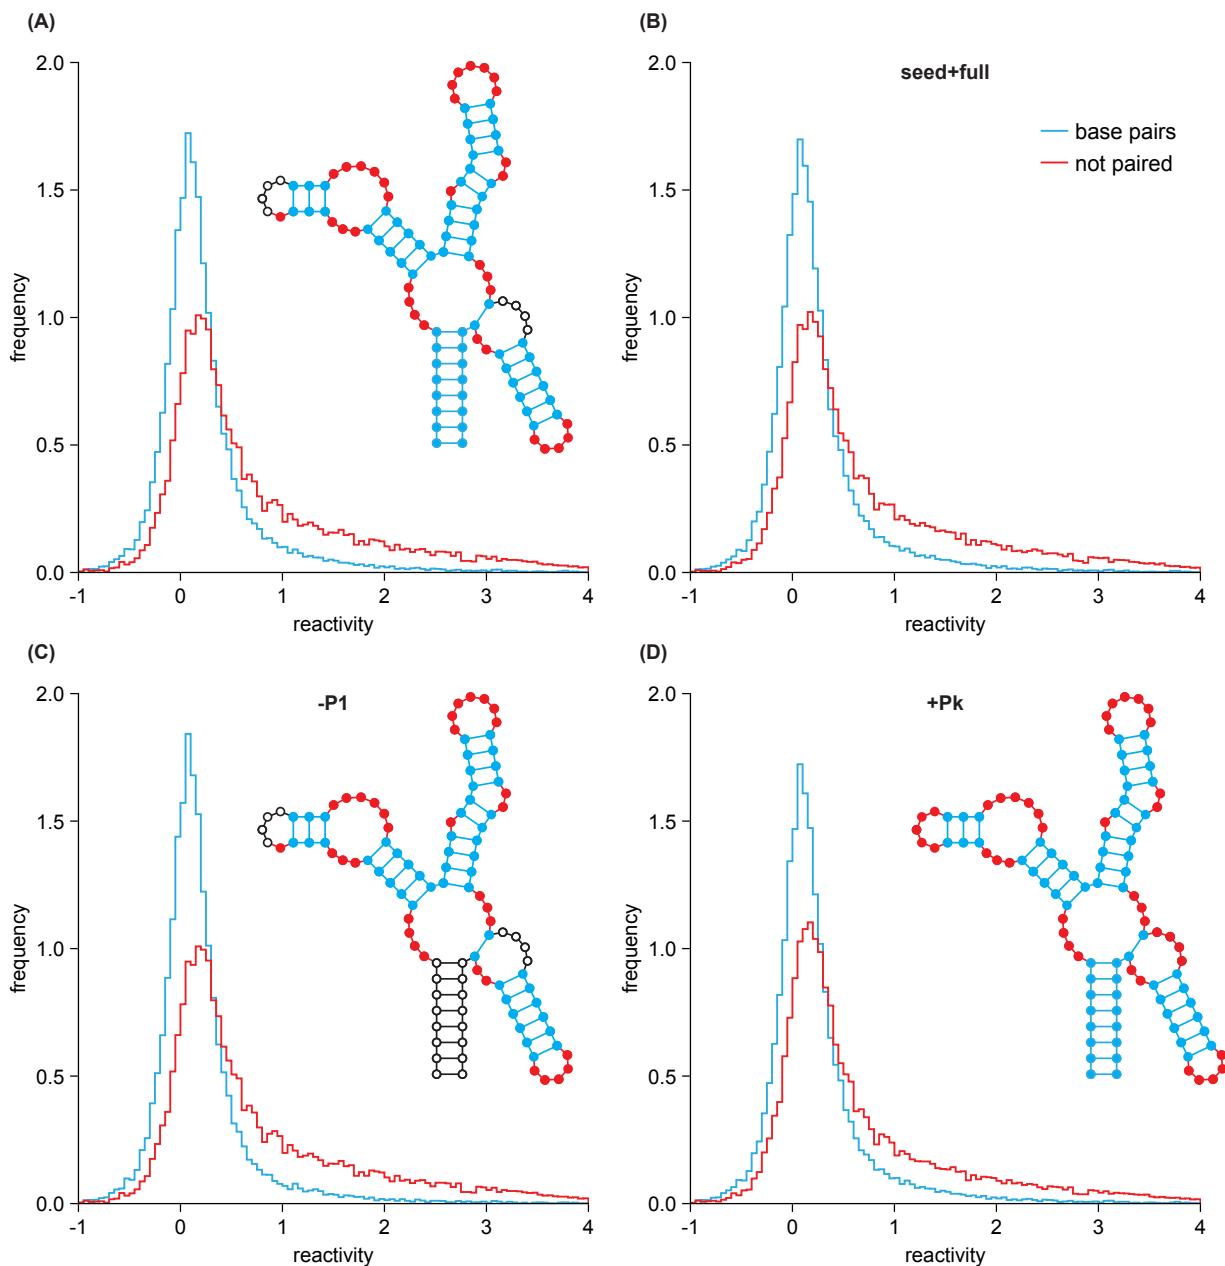 (A)
2.0
1.5
1.0
0.5
0.0
frequency
-1 0 1 2 3 4
reactivity
(B)
seed+full
base pairs
not paired
2.0
1.5
1.0
0.5
0.0
frequency
-1 0 1 2 3 4
reactivity
(C)
-P1
2.0
1.5
1.0
0.5
0.0
frequency
-1 0 1 2 3 4
reactivity
(D)
+Pk
2.0
1.5
1.0
0.5
0.0
frequency
-1 0 1 2 3 4
reactivity